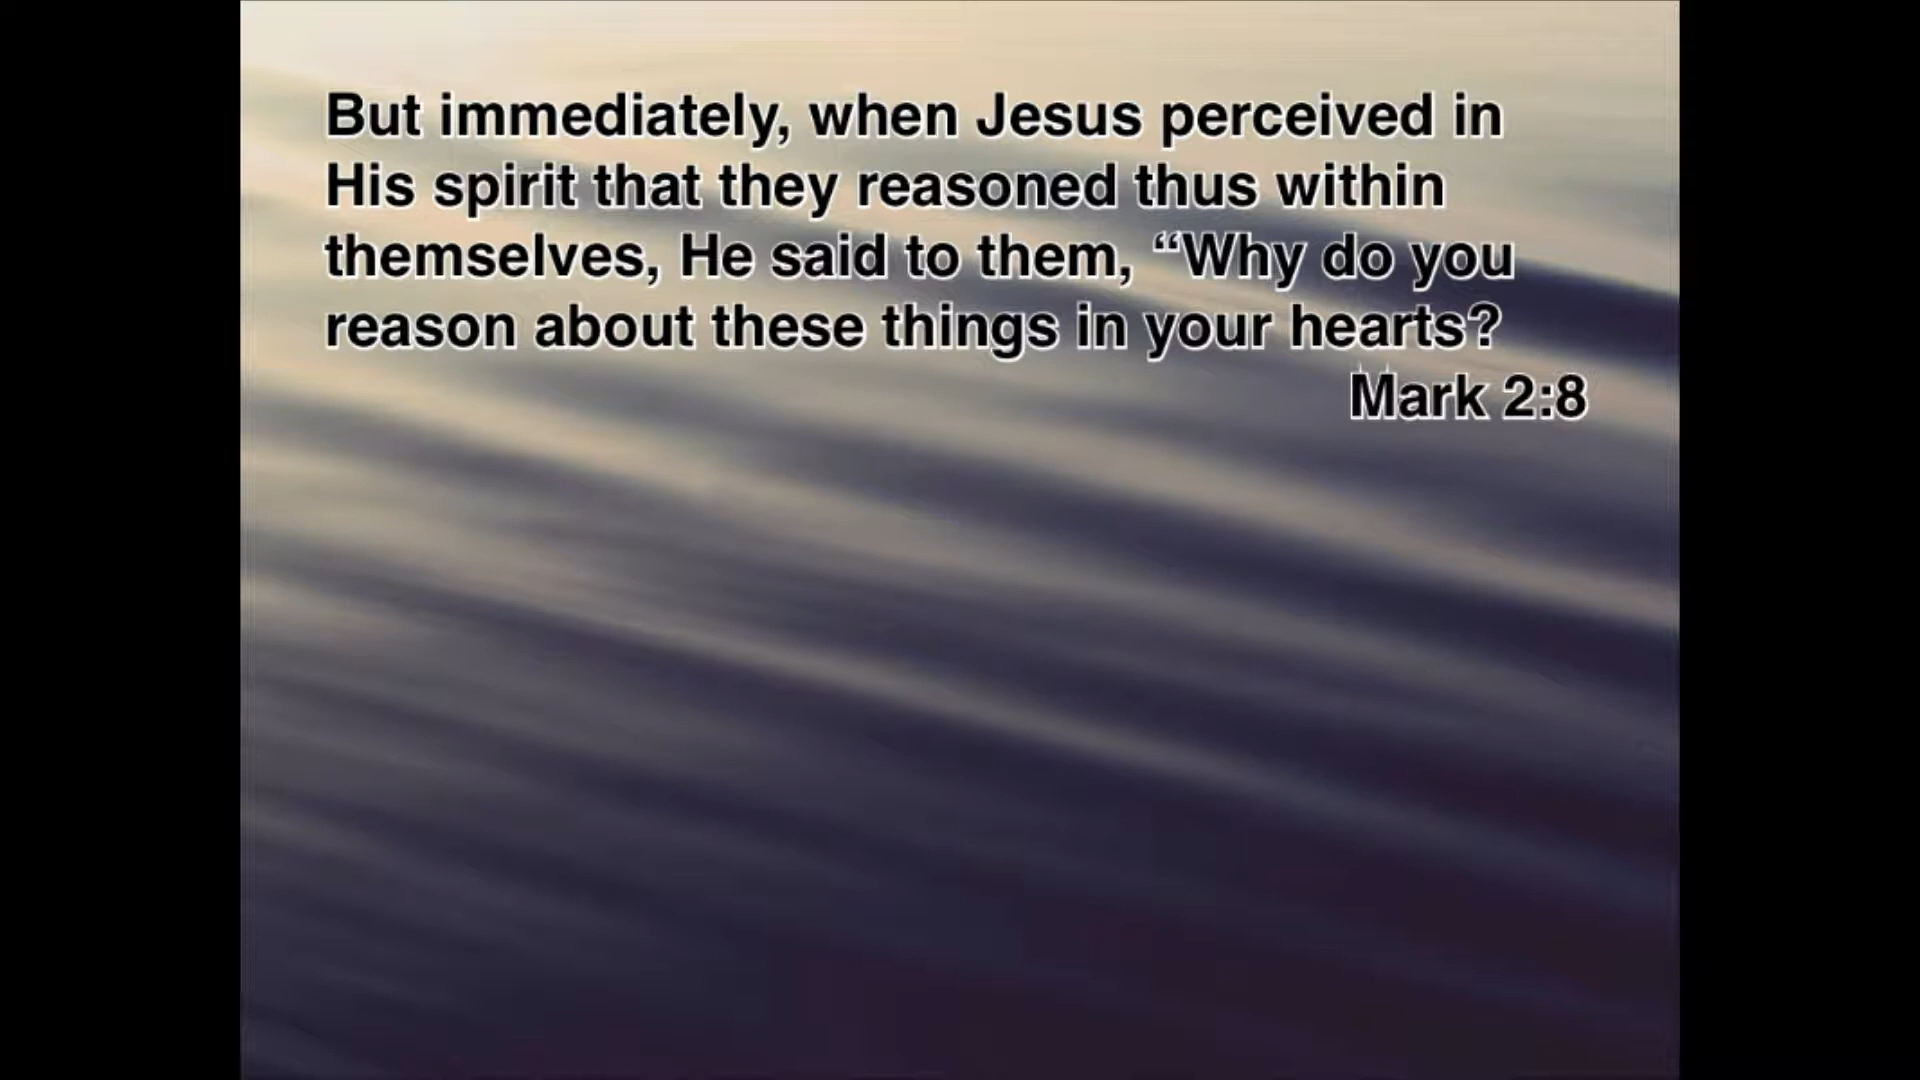 But immediately, when Jesus perceived in
His spirit that they reasoned thus within
themselves, He said to them, “Why do you
reason about these things in your hearts?
Mark 2:8